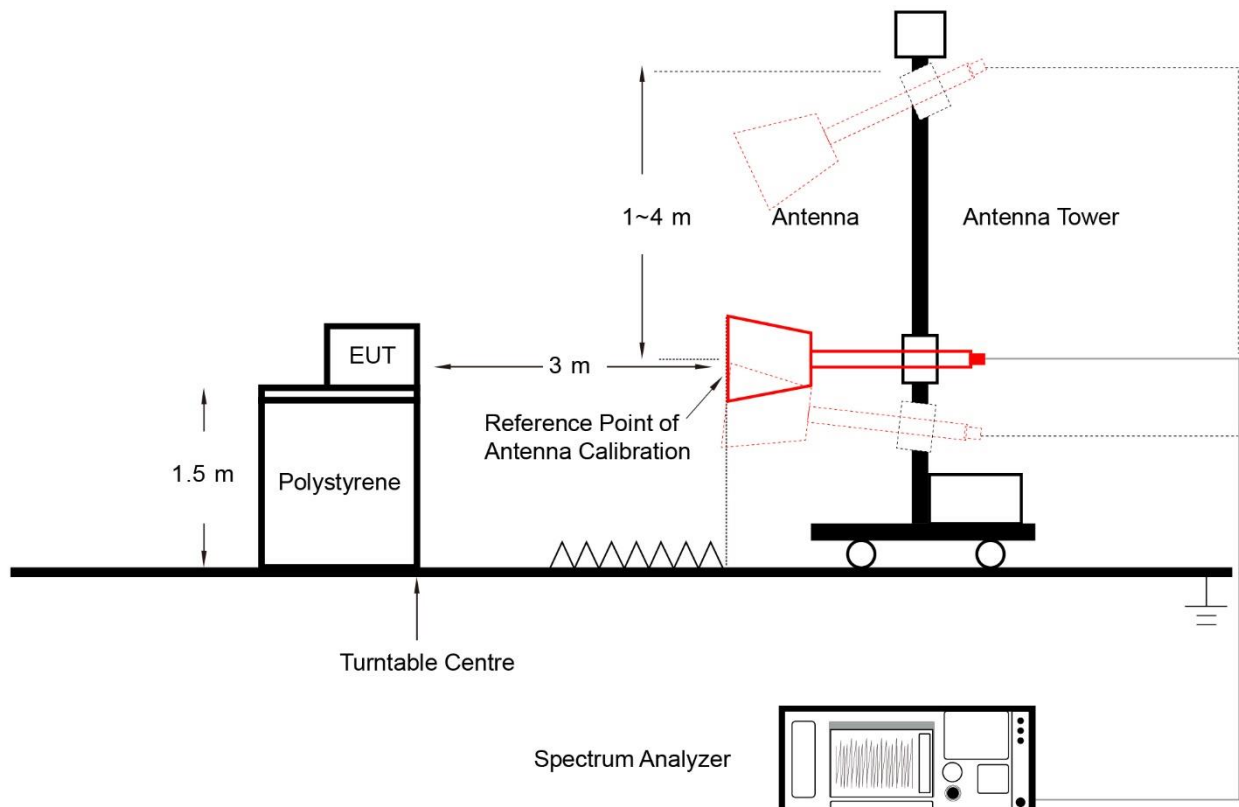 1~4 m
Antenna
Antenna Tower
EUT
3 m
Reference Point of
Antenna Calibration
1.5 m
Polystyrene
Turntable Centre
Spectrum Analyzer